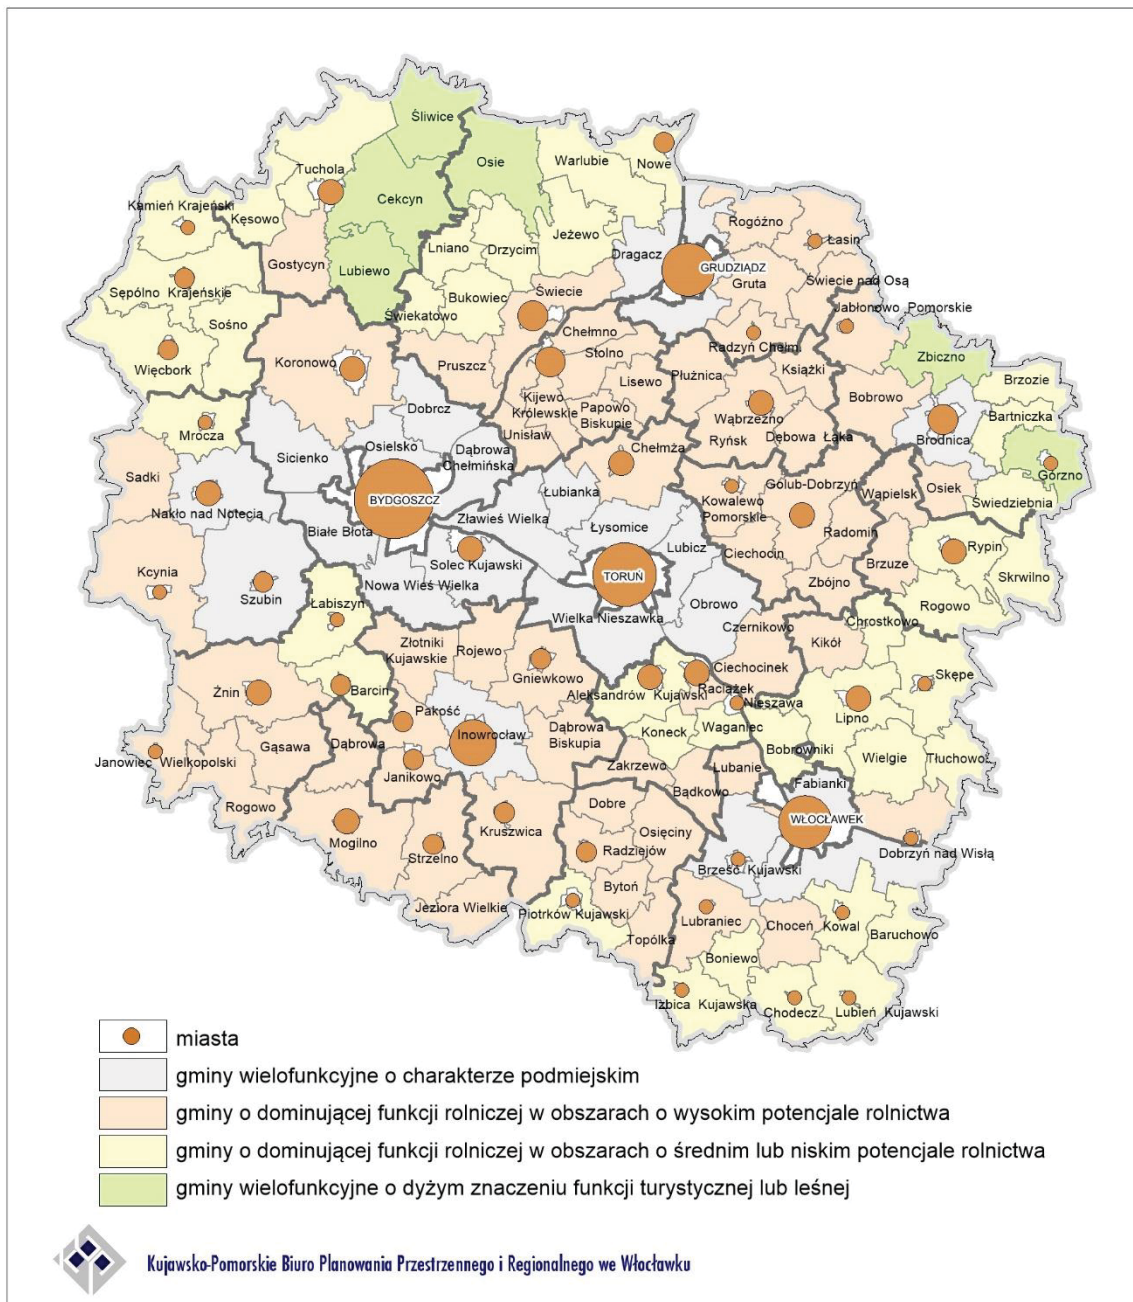 Śliwice
Osie
Warlubie
Nowe
Tuchola
Kamień Krajeński
Kęsowo
Cekcyn
Rogóźno
Łasin
Lniano
Drzycim
Jeżewo
Dragacz
GRUDZIĄDZ
Gostycyn
Lubiewo
Gruta
Świecie nad Osą
Sępólno Krajeńskie
Bukowiec
Świecie
Jabłonowo Pomorskie
Świekatowo
Sośno
Chełmno
Radzyń Chełm.
Zbiczno
Więcbork
Koronowo
Pruszcz
Stolno
Płużnica
Książki
Brzozie
Lisewo
Bobrowo
Kijewo
Królewskie
Papowo
Biskupie
Wąbrzeźno
Bartniczka
Dobrcz
Mrocza
Unisław
Ryńsk
Dębowa Łąka
Brodnica
Osielsko
Sicienko
Dąbrowa
Chełmińska
Chełmża
Górzno
Sadki
BYDGOSZCZ
Łubianka
Kowalewo
Pomorskie
Golub-Dobrzyń
Wąpielsk
Osiek
Świedziebnia
Nakło nad Notecią
Zławieś Wielka
Łysomice
Białe Błota
Radomin
Solec Kujawski
Lubicz
Ciechocin
Brzuze
Rypin
Kcynia
Szubin
Nowa Wieś Wielka
TORUŃ
Zbójno
Skrwilno
Łabiszyn
Obrowo
Rogowo
Wielka Nieszawka
Czernikowo
Chrostkowo
Złotniki
Kujawskie
Rojewo
Kikół
Gniewkowo
Ciechocinek
Skępe
Żnin
Barcin
Aleksandrów Kujawski
Raciążek
Nieszawa
Pakość
Inowrocław
Dąbrowa
Biskupia
Koneck
Waganiec
Lipno
Gąsawa
Dąbrowa
Bobrowniki
Wielgie
Tłuchowo
Janowiec Wielkopolski
Janikowo
Zakrzewo
Lubanie
Bądkowo
Fabianki
Rogowo
Dobre
Mogilno
Kruszwica
Osięciny
WŁOCŁAWEK
Strzelno
Radziejów
Dobrzyń nad Wisłą
Brześć Kujawski
Bytoń
Jeziora Wielkie
Piotrków Kujawski
Lubraniec
Choceń
Kowal
Topólka
Baruchowo
Boniewo
Izbica Kujawska
Chodecz
Lubień Kujawski
miasta
gminy wielofunkcyjne o charakterze podmiejskim
gminy o dominującej funkcji rolniczej w obszarach o wysokim potencjale rolnictwa
gminy o dominującej funkcji rolniczej w obszarach o średnim lub niskim potencjale rolnictwa
gminy wielofunkcyjne o dyżym znaczeniu funkcji turystycznej lub leśnej
Kujawsko-Pomorskie Biuro Planowania Przestrzennego i Regionalnego we Włocławku